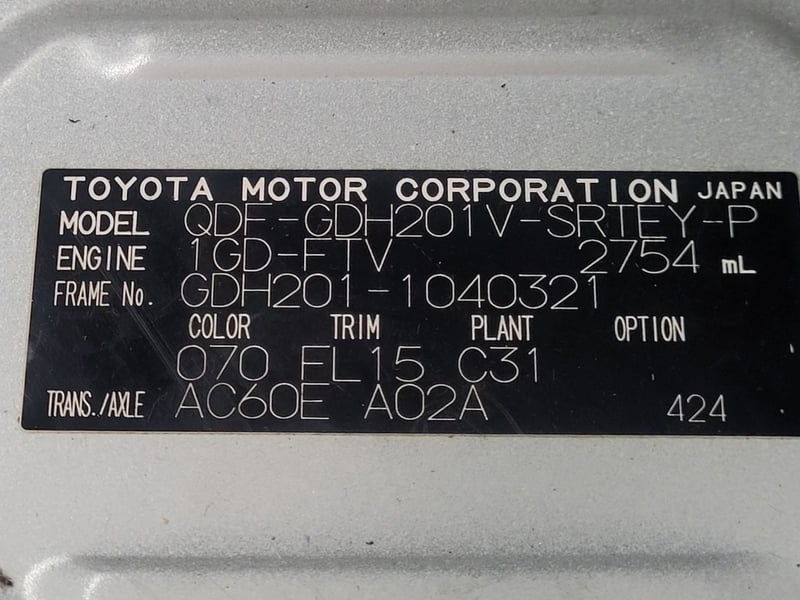 TOYOTA MOTOR CORPORATION JAPAN
MODEL QDF-GDH201V-SRTEY-P
ENGINE 1GD-FTV 2754 mL
FRAME No. GDH201-1040321
COLOR TRIM PLANT OPTION
070 FL15 C31
TRANS./AXLE AC60E A02A 424